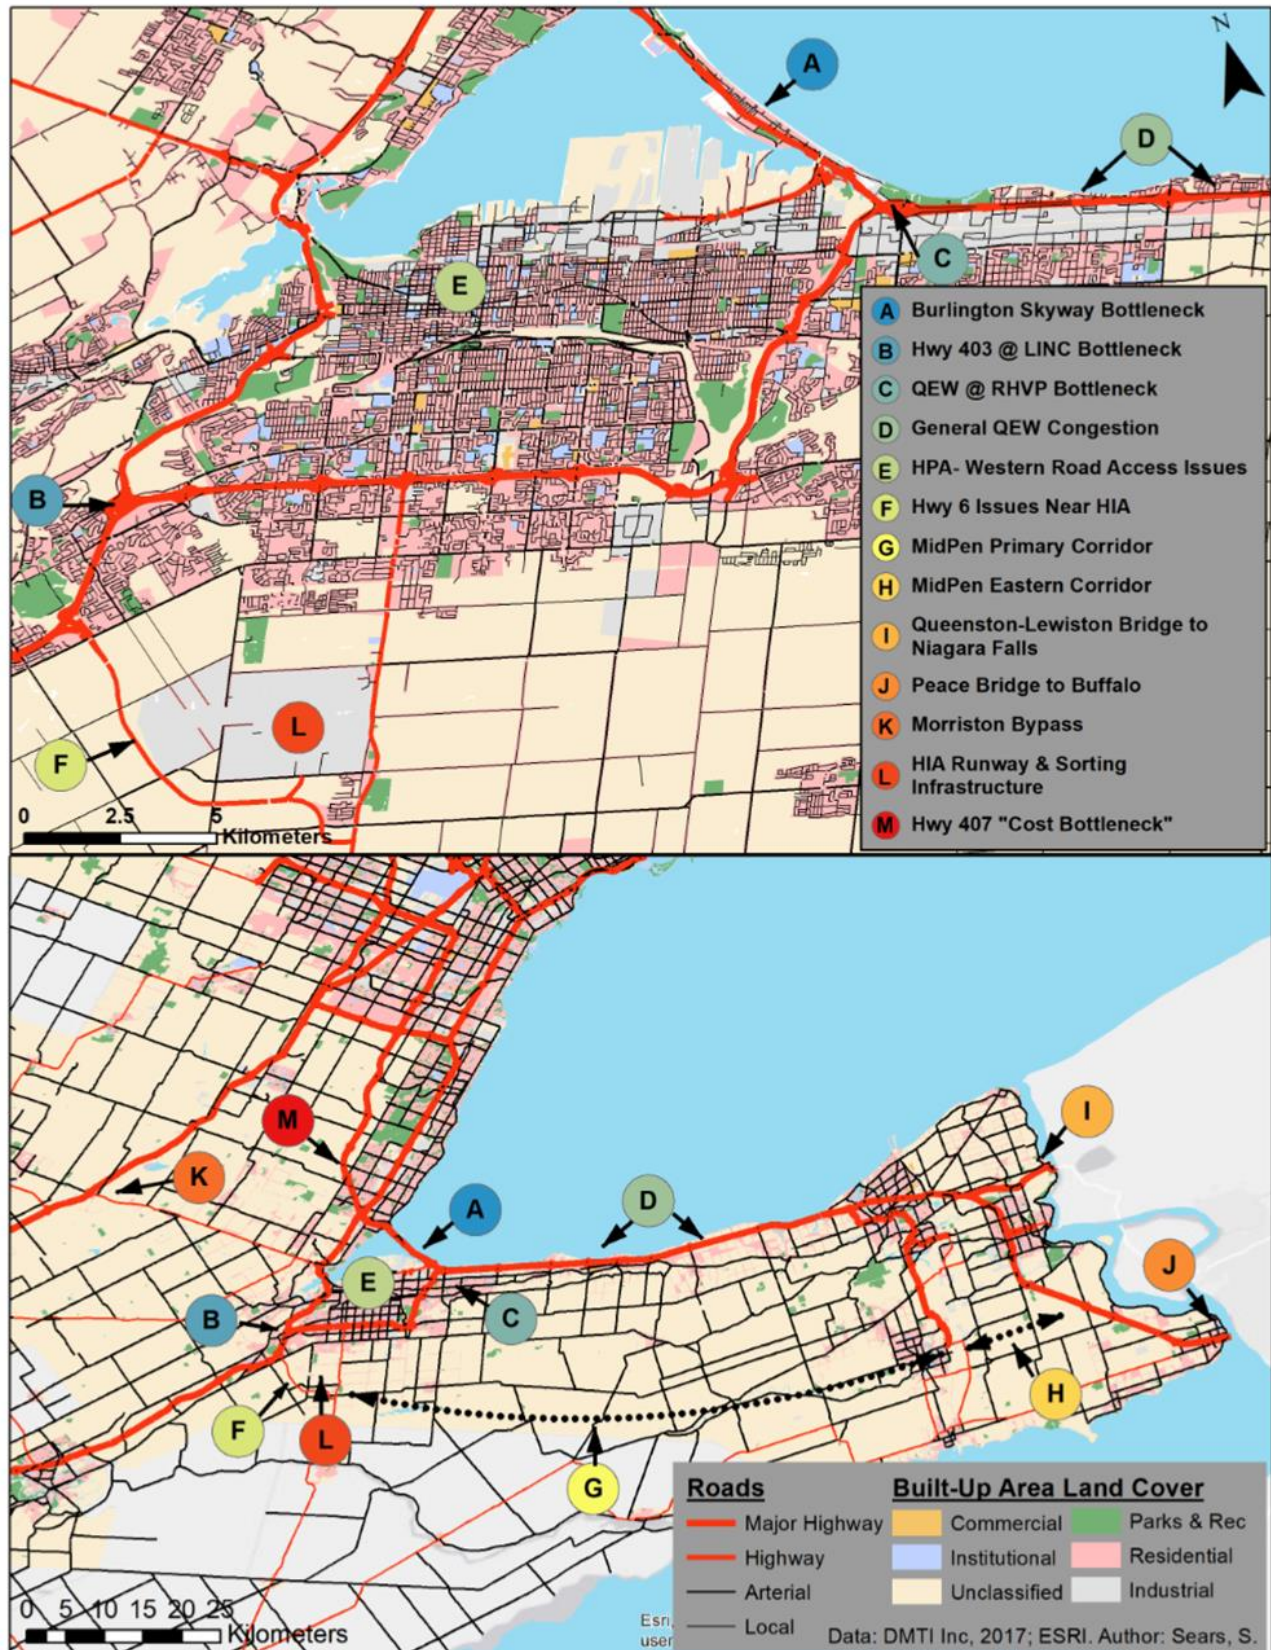 N
A
D
C
E
A Burlington Skyway Bottleneck
B Hwy 403 @ LINC Bottleneck
C QEW @ RHVP Bottleneck
D General QEW Congestion
E HPA- Western Road Access Issues
F Hwy 6 Issues Near HIA
G MidPen Primary Corridor
H MidPen Eastern Corridor
I Queenston-Lewiston Bridge to
Niagara Falls
J Peace Bridge to Buffalo
K Morriston Bypass
L HIA Runway & Sorting
Infrastructure
M Hwy 407 "Cost Bottleneck"
B
L
F
0 2.5 5
Kilometers
M
I
K
A
D
J
E
B
C
H
F
L
G
Roads
Major Highway
Highway
Arterial
Local
Built-Up Area Land Cover
Commercial Parks & Rec
Institutional Residential
Unclassified Industrial
0 5 10 15 20 25
Kilometers
Esri,
user
Data: DMTI Inc, 2017; ESRI. Author: Sears, S.